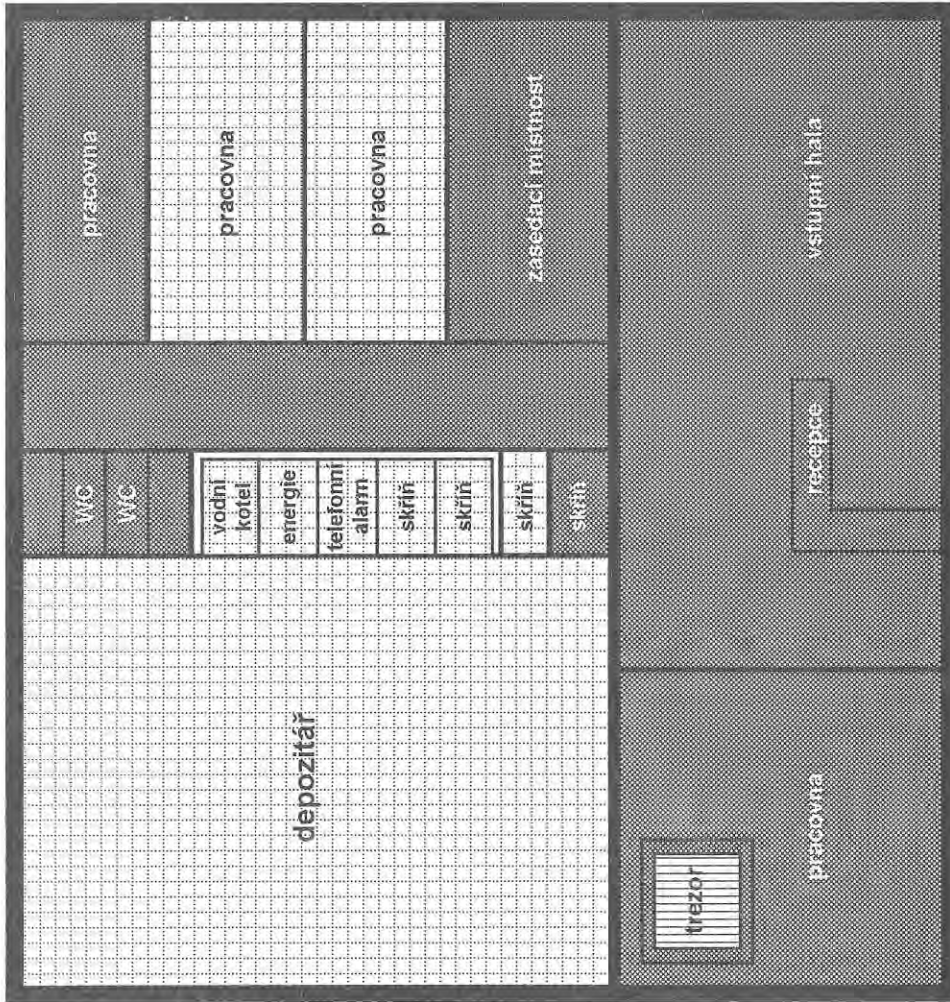 pracovna
pracovna
pracovna
zasedací místnost
vstupní hala
WC
WC
vodní
kotel
energie
telefonní
alarm
skříň
skříň
skříň
skříň
recepce
depozitář
trezor
pracovna